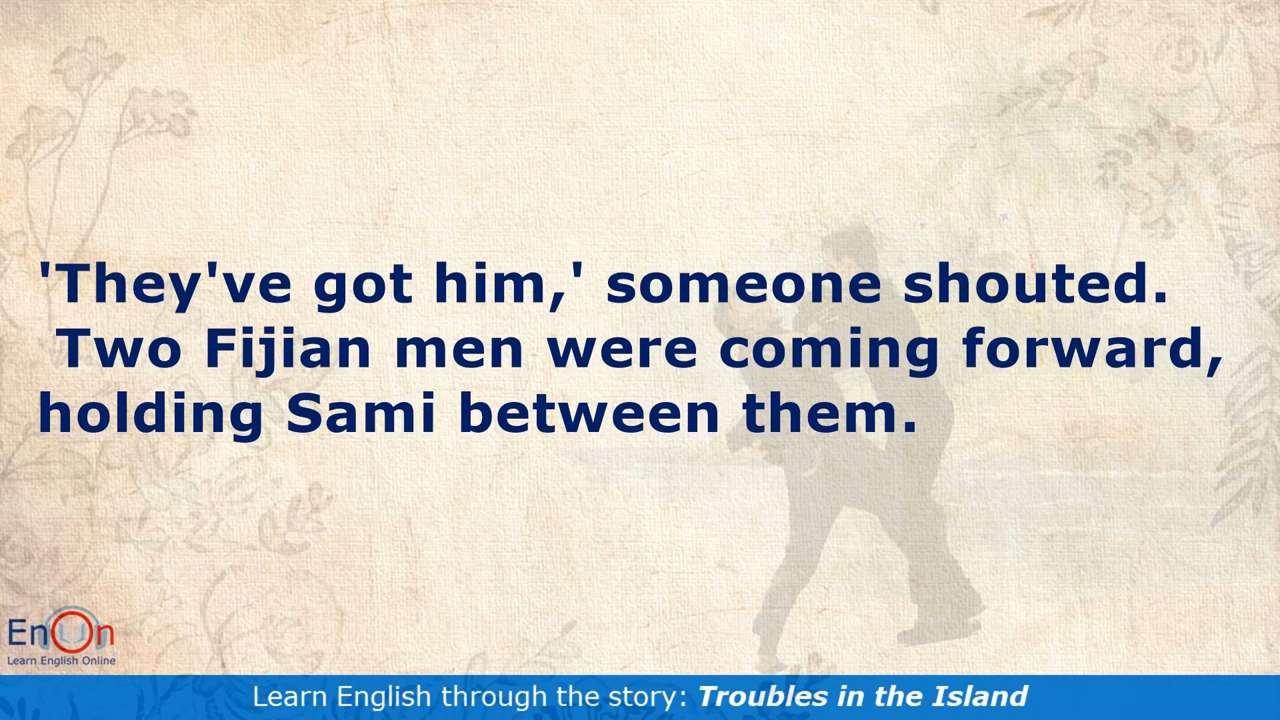 'They've got him,' someone shouted.
Two Fijian men were coming forward,
holding Sami between them.
EnOn
Learn English Online
Learn English through the story: Troubles in the Island